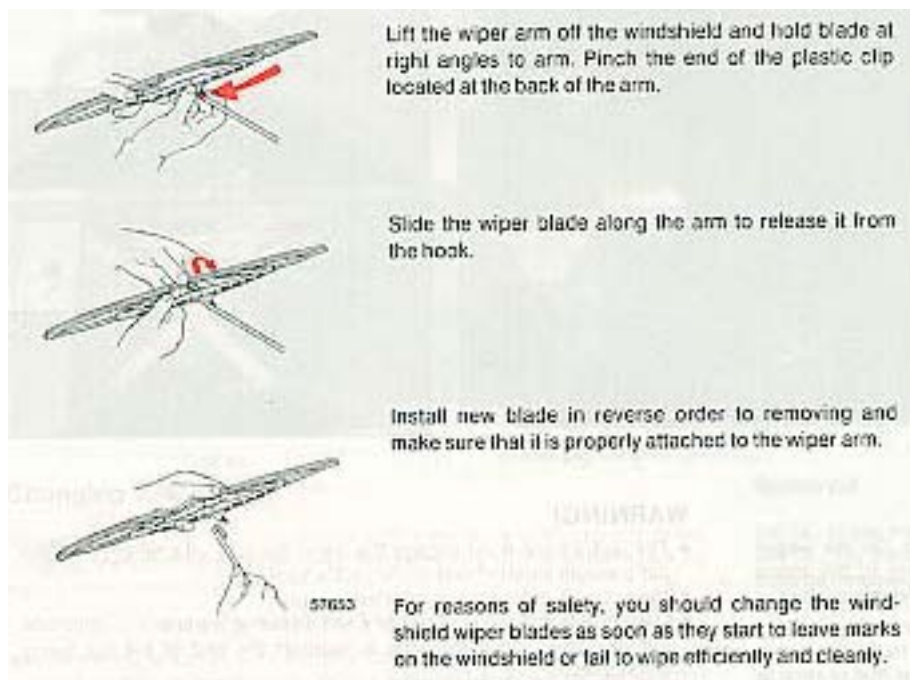 Lift the wiper arm off the windshield and hold blade at
right angles to arm. Pinch the end of the plastic clip
located at the back of the arm.
Slide the wiper blade along the arm to release it from
the hook.
Install new blade in reverse order to removing and
make sure that it is properly attached to the wiper arm.
WARNING!
57653
For reasons of safety, you should change the wind-
shield wiper blades as soon as they start to leave marks
on the windshield or fail to wipe efficiently and cleanly.